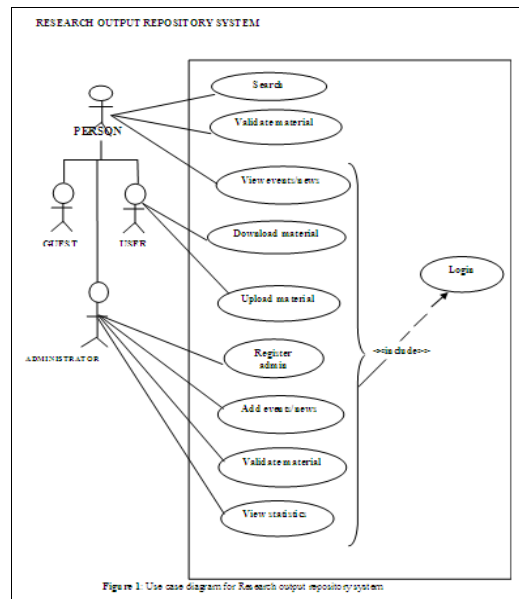 RESEARCH OUTPUT REPOSITORY SYSTEM
Search
Validate material
PERSON
View events/news
GUEST
USER
Download material
Login
Upload material
<<include>>
Register
admin
ADMINISTRATOR
Add events/news
Validate material
View statistics
Figure 1: Use case diagram for Research output repository system